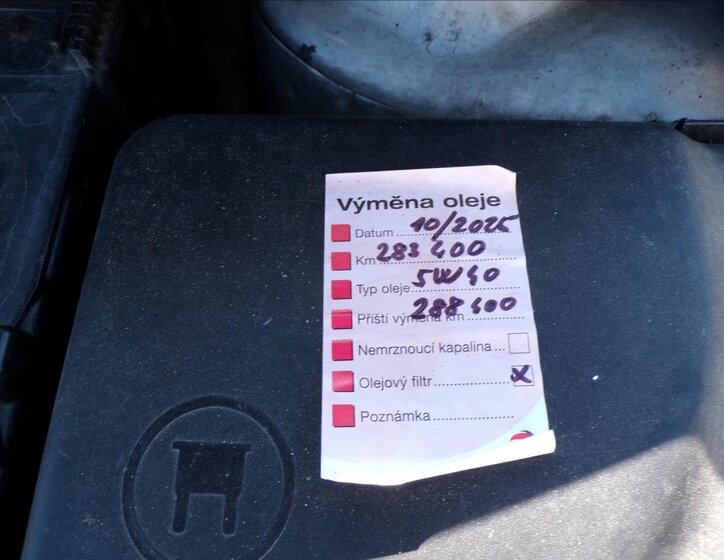 Výměna oleje
Datum 10/2025
Km 283 400
Typ oleje 5W40
Příští výměna km 288 400
Nemrznoucí kapalina...
Olejový filtr X
Poznámka